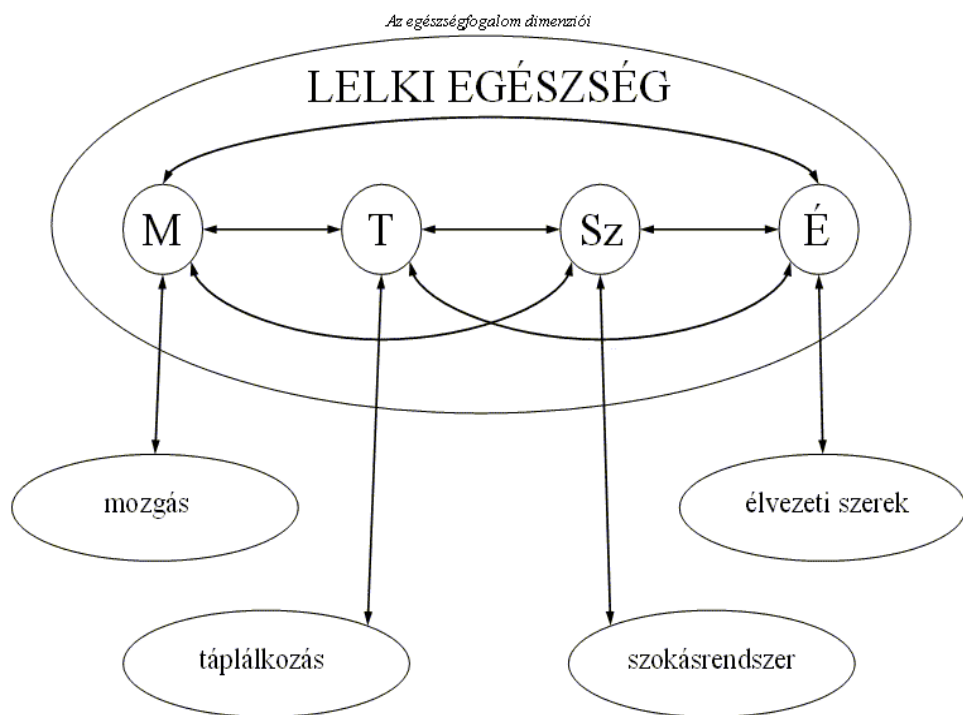 Az egészségfogalom dimenziói
LELKI EGÉSZSÉG
M
T
Sz
É
mozgás
élvezeti szerek
táplálkozás
szokásrendszer